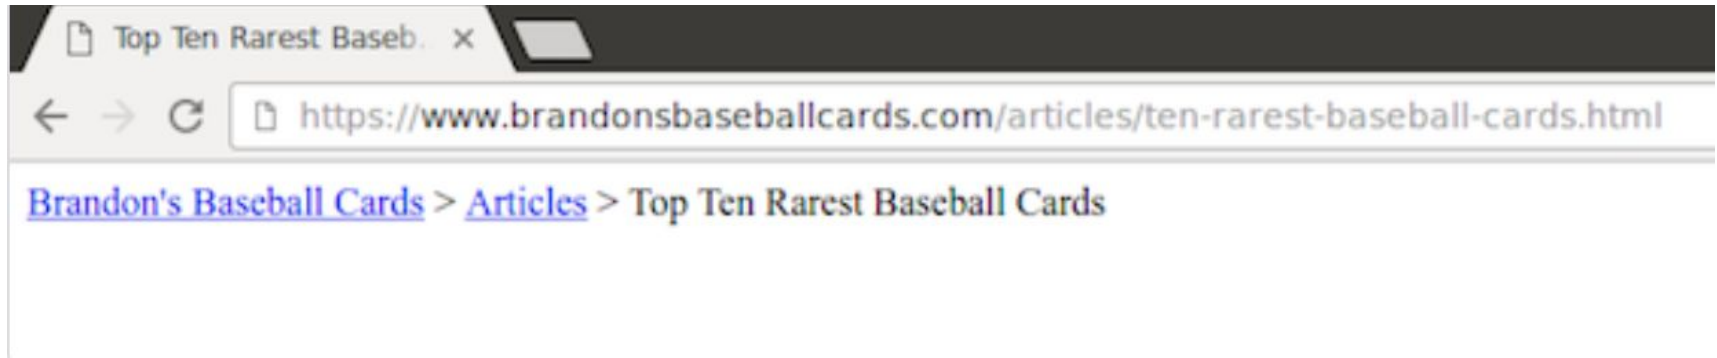 Top Ten Rarest Baseb.
https://www.brandonsbaseballcards.com/articles/ten-rarest-baseball-cards.html
Brandon's Baseball Cards > Articles > Top Ten Rarest Baseball Cards